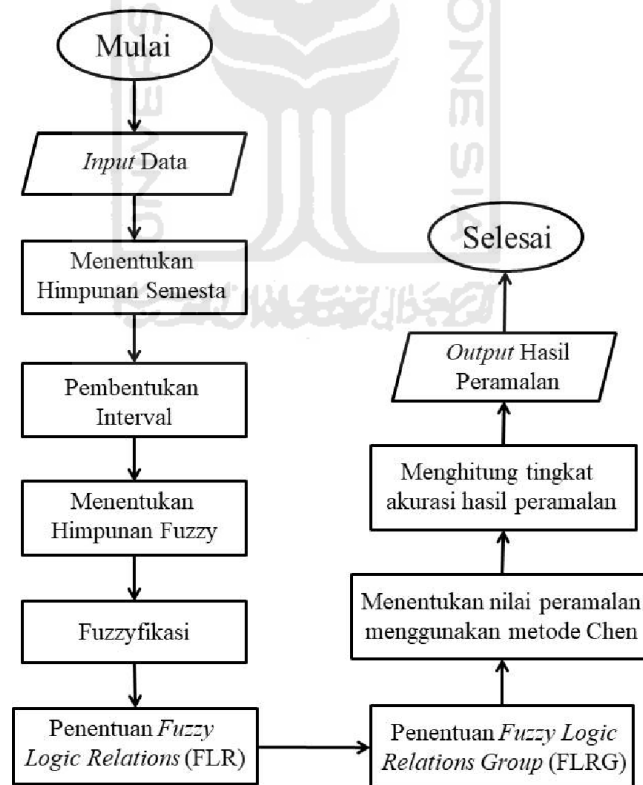 Mulai
Input Data
Menentukan
Himpunan Semesta
Pembentukan
Interval
Menentukan
Himpunan Fuzzy
Fuzzyfikasi
Penentuan Fuzzy
Logic Relations (FLR)
Penentuan Fuzzy Logic
Relations Group (FLRG)
Menentukan nilai peramalan
menggunakan metode Chen
Menghitung tingkat
akurasi hasil peramalan
Output Hasil
Peramalan
Selesai